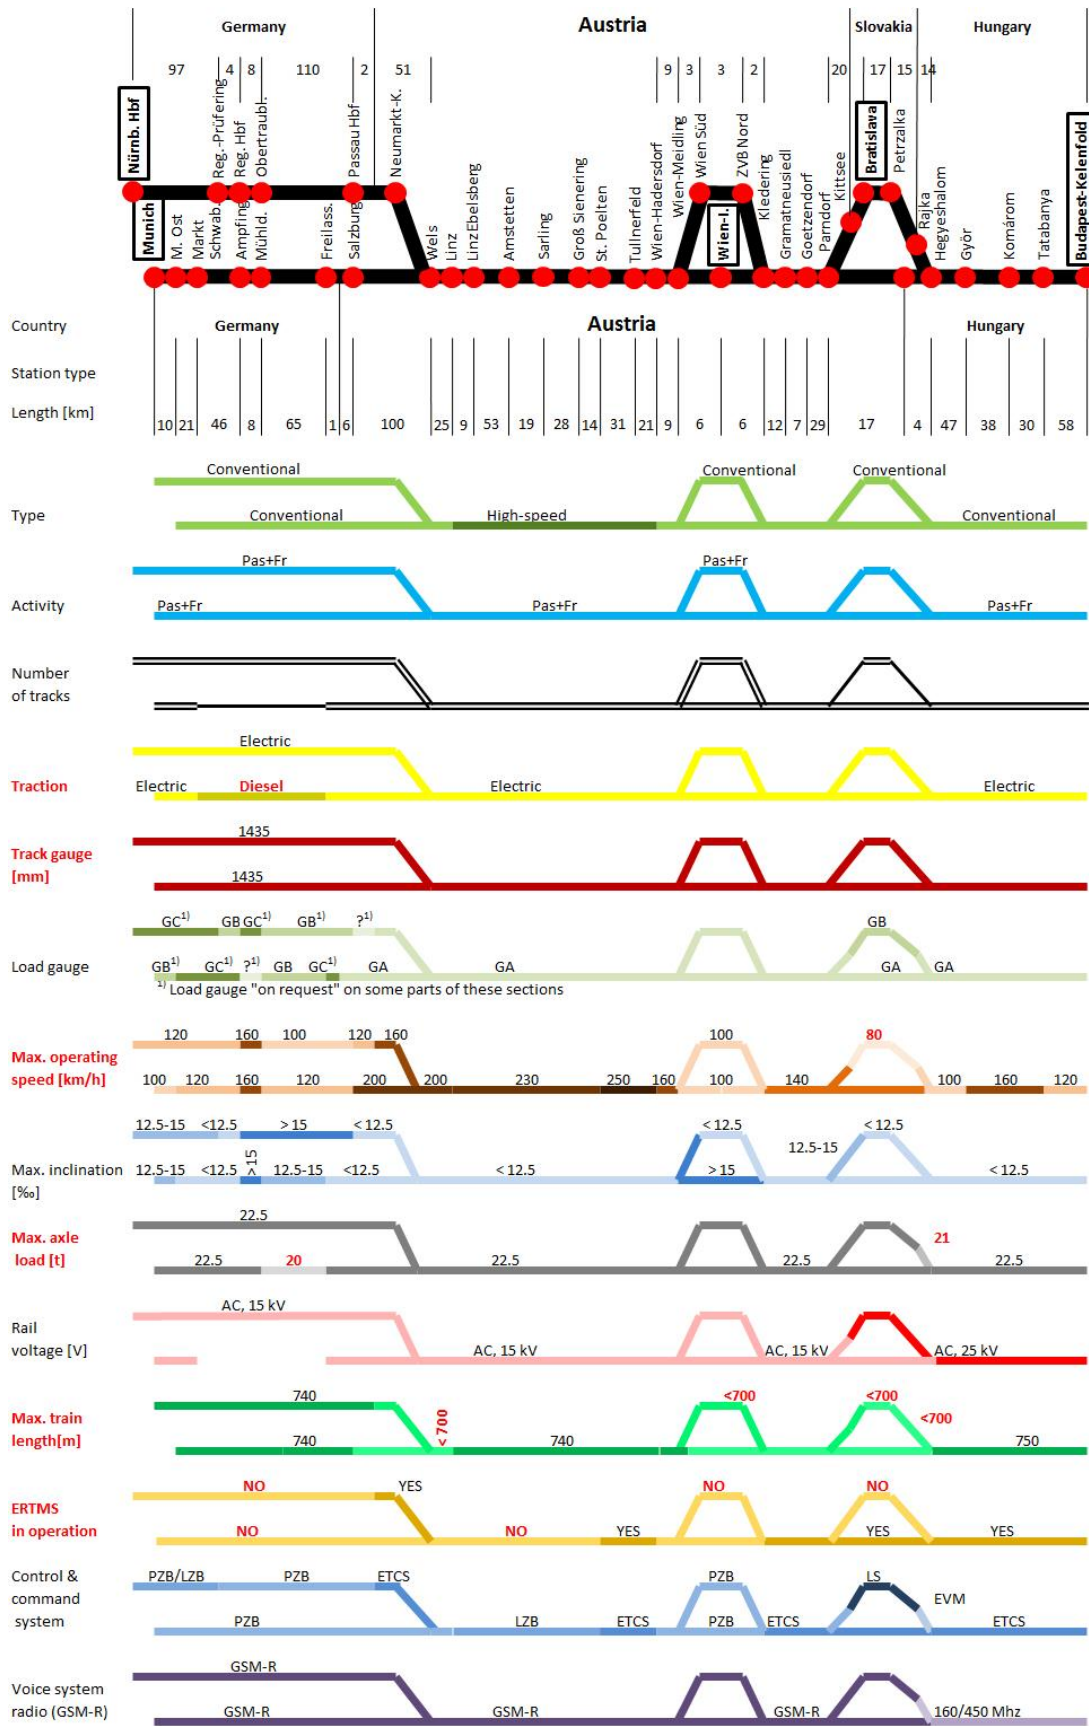 Germany Austria Slovakia Hungary
97 4 8 110 2 51 9 3 3 2 20 17 15 14
Nürnb. Hbf
Reg.-Prüfering
Reg. Hbf
Obertraubl.
Passau Hbf
Neumarkt-K.
Wien Süd
ZVB Nord
Kittsee
Bratislava
Petrzalka
Rajka
Munich
M. Ost
Markt
Schwab.
Ampfing
Mühld.
Freilass.
Salzburg
Wels
Linz
Linz Ebelsberg
Amstetten
Sarling
Groß Sienering
St. Poelten
Tullnerfeld
Wien-Hadersdorf
Wien-Meidling
Wien-I.
Kledering
Gramatneusiedl
Goetzendorf
Parndorf
Hegyeshalom
Györ
Komárom
Tatabanya
Budapest-Kelenfold
Country Germany Austria Hungary
Station type
Length [km] 10 21 46 8 65 1 6 100 25 9 53 19 28 14 31 21 9 6 6 12 7 29 17 4 47 38 30 58
Conventional Conventional Conventional
Type Conventional High-speed Conventional
Pas+Fr Pas+Fr
Activity Pas+Fr Pas+Fr Pas+Fr
Number
of tracks
Electric
Traction Electric Diesel Electric Electric
1435
Track gauge
[mm] 1435
GC1) GB GC1) GB1) ?1) GB
Load gauge GB1) GC1) ?1) GB GC1) GA GA GA GA
1) Load gauge "on request" on some parts of these sections
120 160 100 120 160 100 80
Max. operating
speed [km/h] 100 120 160 120 200 200 230 250 160 100 140 100 160 120
12.5-15 <12.5 >15 <12.5 <12.5 <12.5
12.5-15
Max. inclination 12.5-15 <12.5 >15 12.5-15 <12.5 <12.5 >15 <12.5
[‰]
22.5
Max. axle 21
load [t] 22.5 20 22.5 22.5 22.5
AC, 15 kV
Rail
voltage [V] AC, 15 kV AC, 15 kV AC, 25 kV
740 <700 <700
Max. train <700 <700
length[m] 740 740 750
NO YES NO NO
ERTMS
in operation NO NO YES YES YES
Control & PZB/LZB PZB ETCS PZB LS
command EVM
system PZB LZB ETCS PZB ETCS ETCS
GSM-R
Voice system
radio (GSM-R) GSM-R GSM-R GSM-R 160/450 Mhz